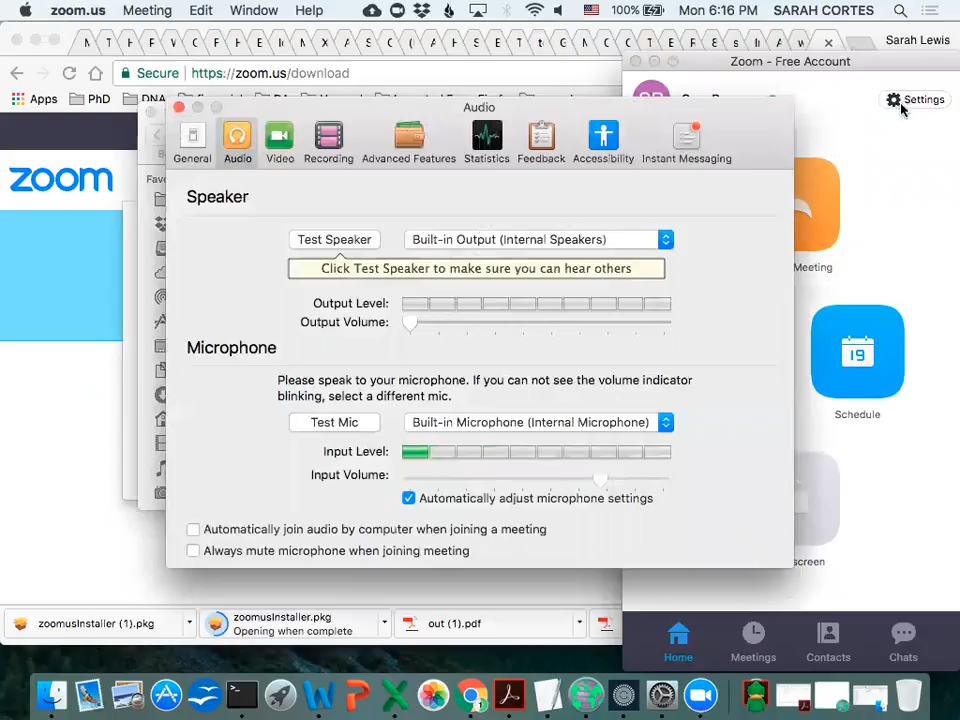 zoom.us Meeting Edit Window Help 100% Mon 6:16 PM SARAH CORTES
M T H F W C F E I M X A S C A S E T G M C C T E R 8 s I A w
Sarah Lewis
Secure https://zoom.us/download
Zoom - Free Account
Apps PhD DNA
Settings
Audio
General Audio Video Recording Advanced Features Statistics Feedback Accessibility Instant Messaging
zoom
Speaker
Test Speaker Built-in Output (Internal Speakers)
Click Test Speaker to make sure you can hear others
Meeting
Output Level:
Output Volume:
Microphone
19
Please speak to your microphone. If you can not see the volume indicator
blinking, select a different mic.
Schedule
Test Mic Built-in Microphone (Internal Microphone)
Input Level:
Input Volume:
Automatically adjust microphone settings
Automatically join audio by computer when joining a meeting
Always mute microphone when joining meeting
screen
zoomusInstaller (1).pkg
zoomusInstaller.pkg
Opening when complete
out (1).pdf
Home Meetings Contacts Chats